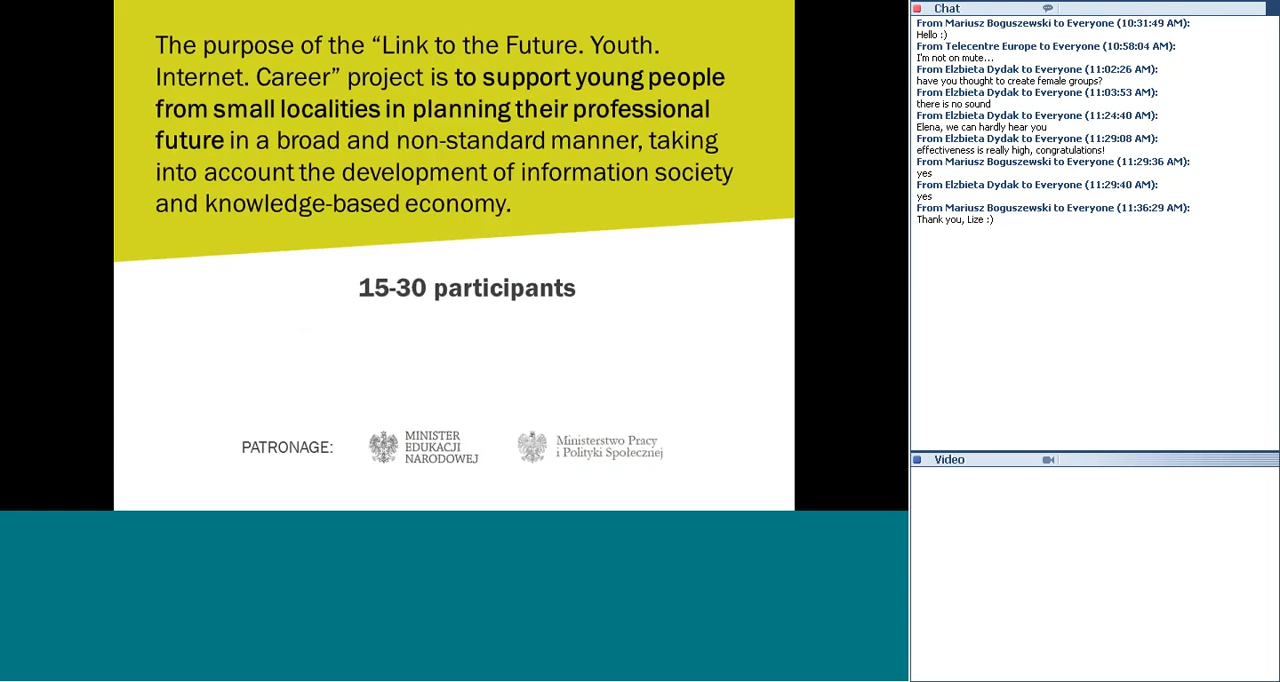 The purpose of the “Link to the Future. Youth.
Internet. Career” project is to support young people
from small localities in planning their professional
future in a broad and non-standard manner, taking
into account the development of information society
and knowledge-based economy.
15-30 participants
PATRONAGE:
MINISTER
EDUKACJI
NARODOWEJ
Ministerstwo Pracy
i Polityki Społecznej
Chat
From Mariusz Boguszewski to Everyone (10:31:49 AM):
Hello :)
From Telecentre Europe to Everyone (10:58:04 AM):
I'm not on mute...
From Elzbieta Dydak to Everyone (11:02:26 AM):
have you thought to create female groups?
From Elzbieta Dydak to Everyone (11:03:53 AM):
there is no sound
From Elzbieta Dydak to Everyone (11:24:40 AM):
Elena, we can hardly hear you
From Elzbieta Dydak to Everyone (11:29:08 AM):
effectiveness is really high, congratulations!
From Mariusz Boguszewski to Everyone (11:29:36 AM):
yes
From Elzbieta Dydak to Everyone (11:29:40 AM):
yes
From Mariusz Boguszewski to Everyone (11:36:29 AM):
Thank you, Lize :)
Video